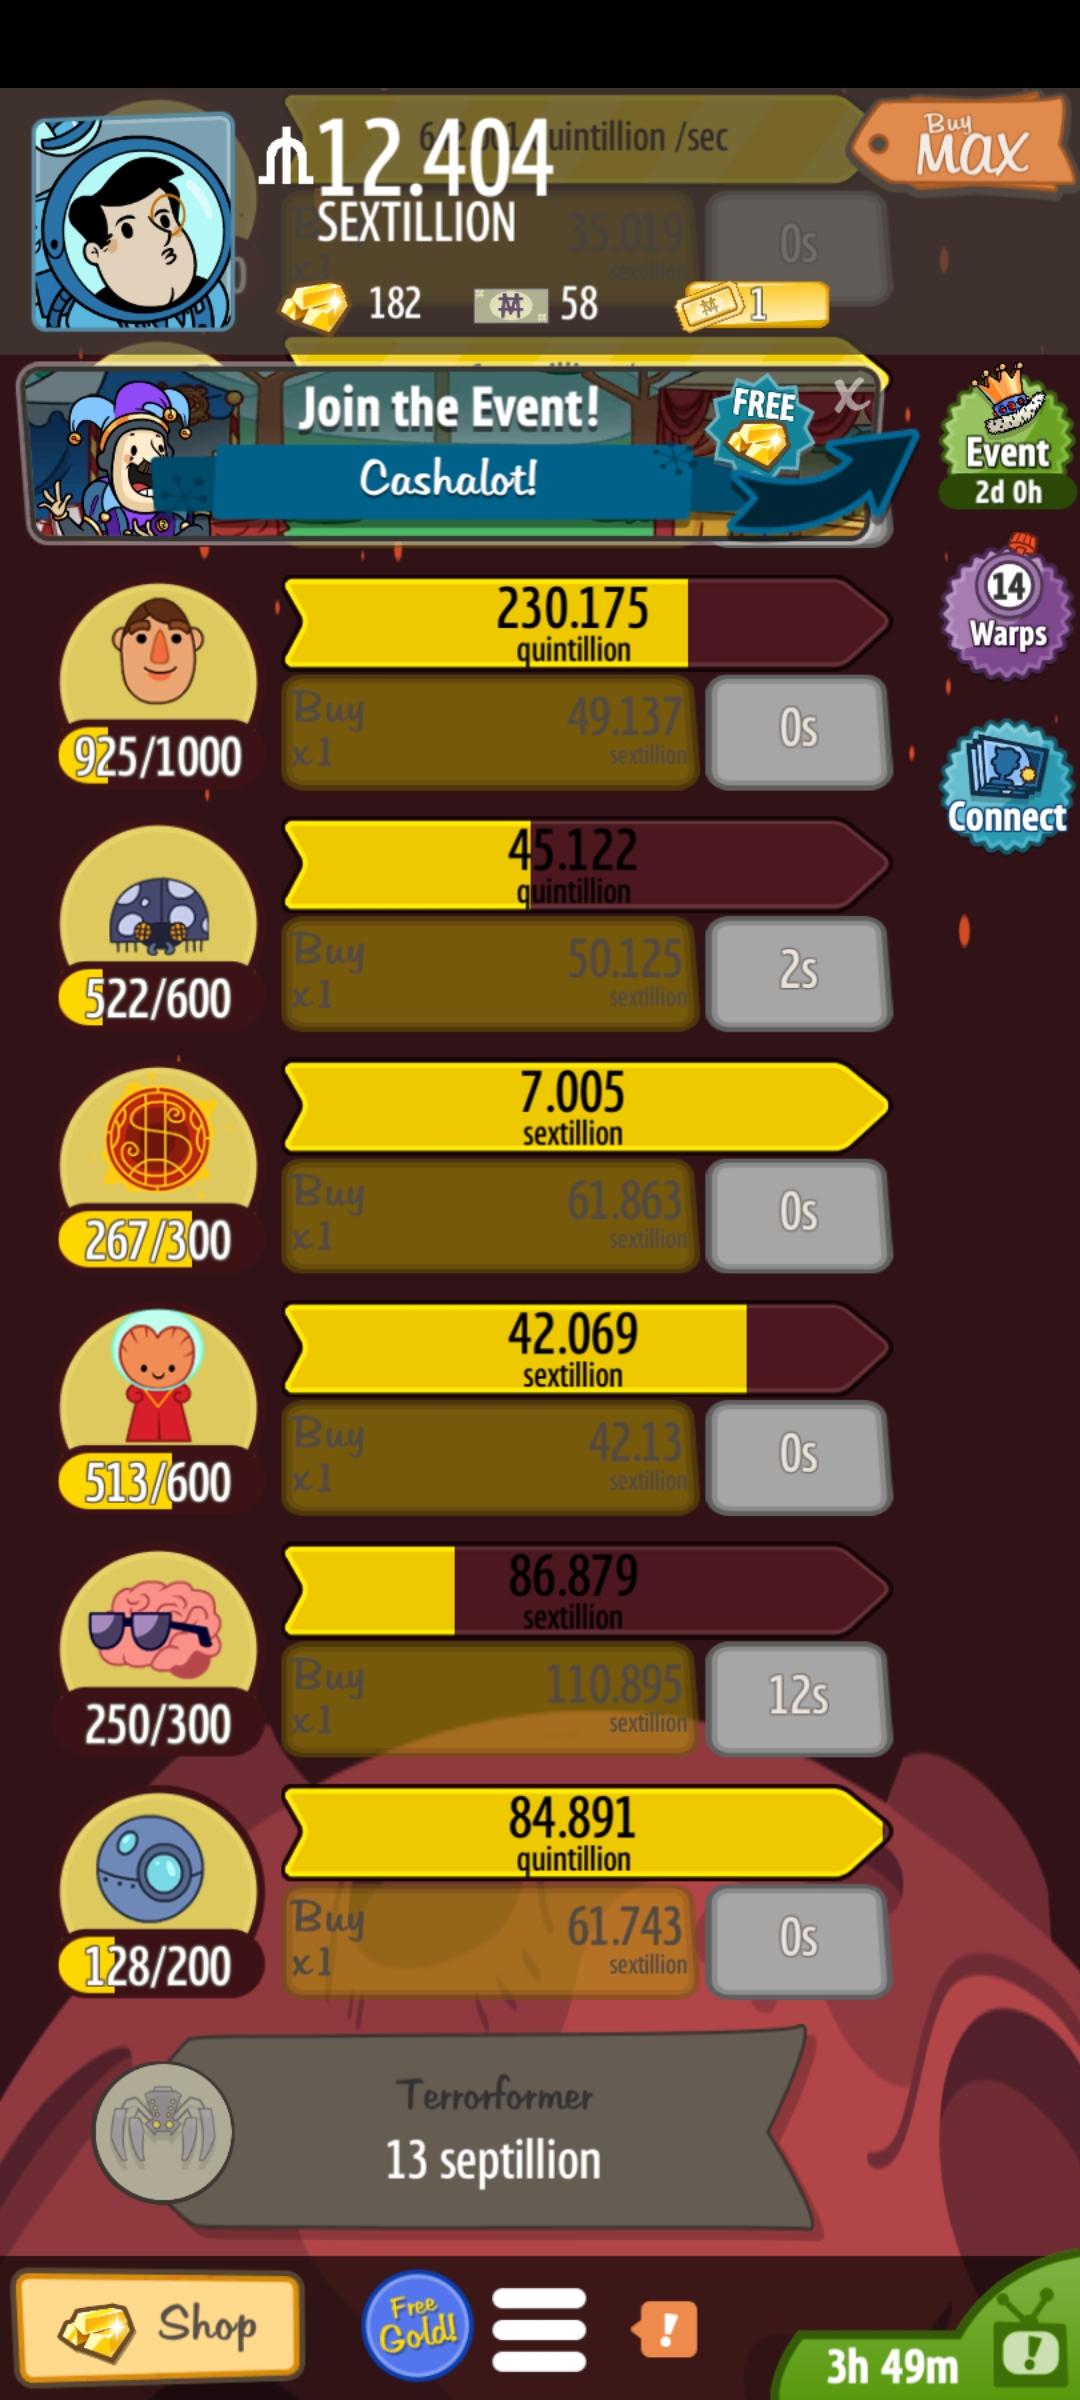 12.404
SEXTILLION
uintillion /sec
Buy
MAX
35.019
sextillion
0s
182
58
1
Join the Event!
FREE
X
Cashalot!
Event
2d 0h
14
Warps
Connect
230.175
quintillion
Buy
x1
49.137
sextillion
0s
925/1000
45.122
quintillion
Buy
x1
50.125
sextillion
2s
522/600
7.005
sextillion
Buy
x1
61.863
sextillion
0s
267/300
42.069
sextillion
Buy
x1
42.13
sextillion
0s
513/600
86.879
sextillion
Buy
x1
110.895
sextillion
12s
250/300
84.891
quintillion
Buy
x1
61.743
sextillion
0s
128/200
Terrorformer
13 septillion
Shop
Free
Gold!
!
3h 49m
!